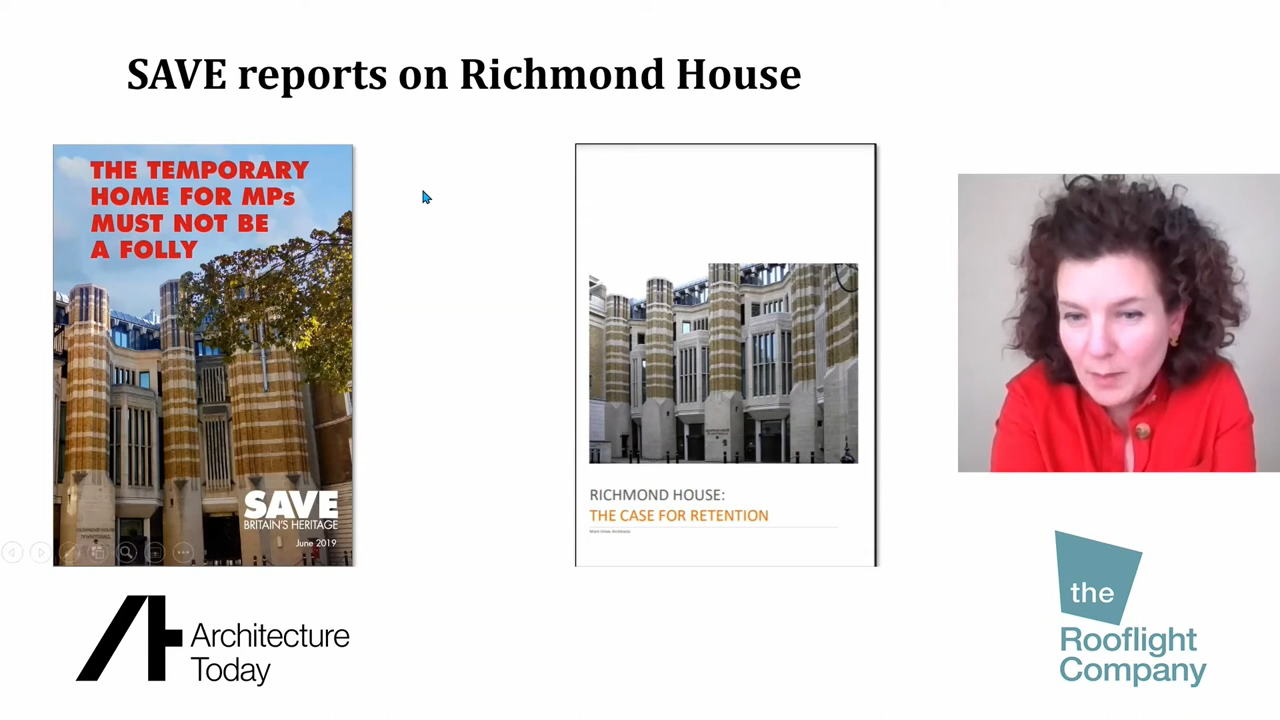 SAVE reports on Richmond House
THE TEMPORARY
HOME FOR MPs
MUST NOT BE
A FOLLY
SAVE
BRITAIN'S HERITAGE
June 2019
RICHMOND HOUSE:
THE CASE FOR RETENTION
Architecture
Today
the
Rooflight
Company